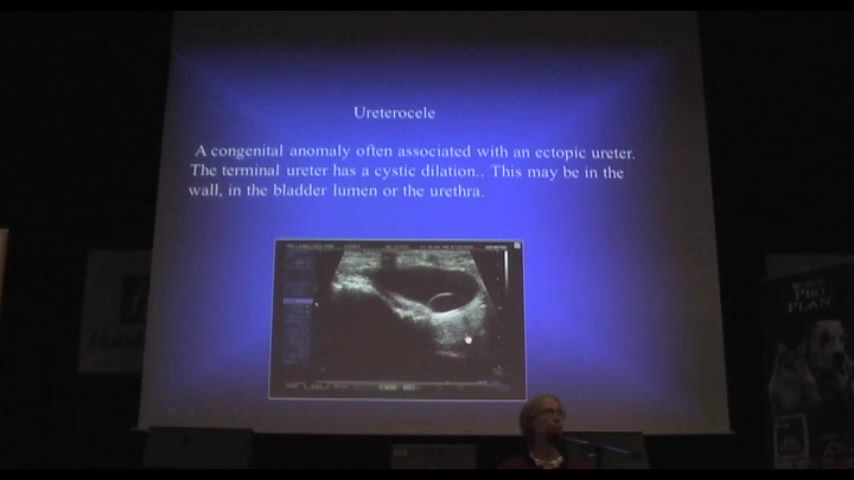 Ureterocele
A congenital anomaly often associated with an ectopic ureter.
The terminal ureter has a cystic dilation.. This may be in the
wall, in the bladder lumen or the urethra.
PRO
PLAN